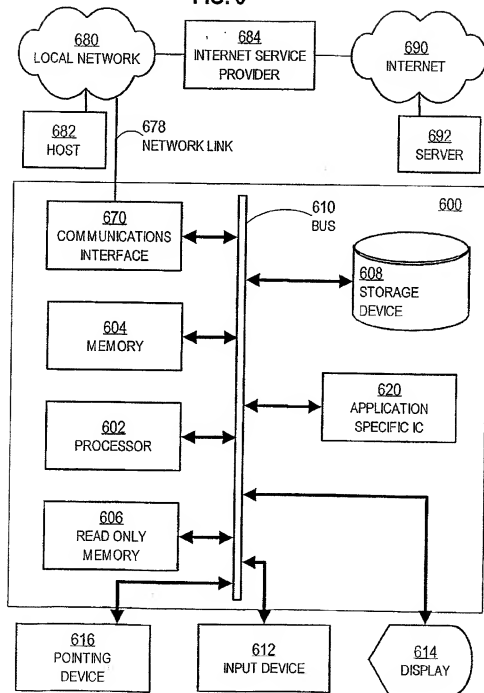 680
LOCAL NETWORK
684
INTERNET SERVICE
PROVIDER
690
INTERNET
682
HOST
678
NETWORK LINK
692
SERVER
670
COMMUNICATIONS
INTERFACE
610
BUS
600
608
STORAGE
DEVICE
604
MEMORY
620
APPLICATION
SPECIFIC IC
602
PROCESSOR
606
READ ONLY
MEMORY
616
POINTING
DEVICE
612
INPUT DEVICE
614
DISPLAY